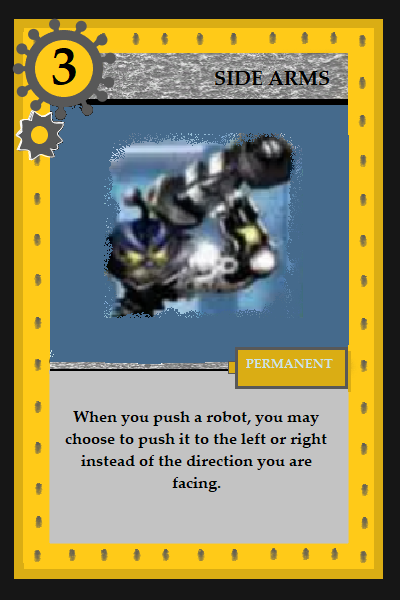 3
SIDE ARMS
PERMANENT
When you push a robot, you may
choose to push it to the left or right
instead of the direction you are
facing.